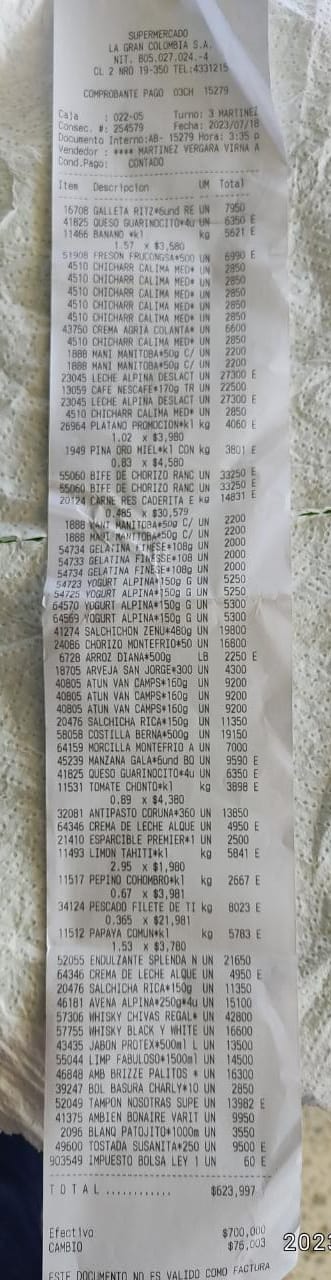 SUPERMERCADO
LA GRAN COLOMBIA S.A.
NIT. 805.027.024.-4
CL 2 NRO 19-350 TEL:4331215
COMPROBANTE PAGO 03CH 15279
Caja : 022-05 Turno: 3 MARTINEZ
Consec. #: 254579 Fecha: 2023/07/18
Documento Interno:AB- 15279 Hora: 3:35 p
Vendedor : **** MARTINEZ VERGARA VIRNA A
Cond.Pago: CONTADO
Item Descripcion UM Total
16708 GALLETA RITZ*6und RE UN 7950
41825 QUESO GUARINOCITO*4u UN 6350 E
11466 BANANO *kl kg 5621 E
1.57 x $3,580
51908 FRESON FRUCONGSA*500 UN 6990 E
4510 CHICHARR CALIMA MED* UN 2850
4510 CHICHARR CALIMA MED* UN 2850
4510 CHICHARR CALIMA MED* UN 2850
4510 CHICHARR CALIMA MED* UN 2850
4510 CHICHARR CALIMA MED* UN 2850
43750 CREMA AGRIA COLANTA* UN 6600
4510 CHICHARR CALIMA MED* UN 2850
1888 MANI MANITOBA*50g C/ UN 2200
1888 MANI MANITOBA*50g C/ UN 2200
23045 LECHE ALPINA DESLACT UN 27300 E
13059 CAFE NESCAFE*170g TR UN 22500
23045 LECHE ALPINA DESLACT UN 27300 E
4510 CHICHARR CALIMA MED* UN 2850
26964 PLATANO PROMOCION*kl kg 4060 E
1.02 x $3,980
1949 PINA ORO MIEL*kl CON kg 3801 E
0.83 x $4,580
55060 BIFE DE CHORIZO RANC UN 33250 E
55060 BIFE DE CHORIZO RANC UN 33250 E
20124 CARNE RES CADERITA E kg 14831 E
0.485 x $30,579
1888 MANI MANITOBA*50g C/ UN 2200
1888 MANI MANITOBA*50g C/ UN 2200
54734 GELATINA FINESSE*108g UN 2000
54733 GELATINA FINESSE*108 UN 2000
54734 GELATINA FINESSE*108g UN 2000
54723 YOGURT ALPINA*150g G UN 5250
54725 YOGURT ALPINA*150g G UN 5250
64570 YOGURT ALPINA*150g G UN 5300
64569 YOGURT ALPINA*150g G UN 5300
41274 SALCHICHON ZENU*480g UN 19800
24086 CHORIZO MONTEFRIO*50 UN 16800
6728 ARROZ DIANA*500g LB 2250 E
18705 ARVEJA SAN JORGE*300 UN 4300
40805 ATUN VAN CAMPS*160g UN 9200
40805 ATUN VAN CAMPS*160g UN 9200
40805 ATUN VAN CAMPS*160g UN 9200
20476 SALCHICHA RICA*150g UN 11350
58058 COSTILLA BERNA*500g UN 19150
64159 MORCILLA MONTEFRIO A UN 7000
45239 MANZANA GALA*6und BO UN 9590 E
41825 QUESO GUARINOCITO*4u UN 6350 E
11531 TOMATE CHONTO*kl kg 3898 E
0.89 x $4,380
32081 ANTIPASTO CORUNA*360 UN 13850
64346 CREMA DE LECHE ALQUE UN 4950 E
21410 ESPARCIBLE PREMIER*1 UN 2500
11493 LIMON TAHITI*kl kg 5841 E
2.95 x $1,980
11517 PEPINO COHOMBRO*kl kg 2667 E
0.67 x $3,981
34124 PESCADO FILETE DE TI kg 8023 E
0.365 x $21,981
11512 PAPAYA COMUN*kl kg 5783 E
1.53 x $3,780
52055 ENDULZANTE SPLENDA N UN 21650
64346 CREMA DE LECHE ALQUE UN 4950 E
20476 SALCHICHA RICA*150g UN 11350
46181 AVENA ALPINA*250g*4u UN 15100
57306 WHISKY CHIVAS REGAL* UN 42800
57755 WHISKY BLACK Y WHITE UN 16600
43435 JABON PROTEX*500ml L UN 13500
55044 LIMP FABULOSO*1500ml UN 14500
46848 AMB BRIZZE PALITOS * UN 16300
39247 BOL BASURA CHARLY*10 UN 2850
52049 TAMPON NOSOTRAS SUPE UN 13982 E
41375 AMBIEN BONAIRE VARIT UN 9950
2096 BLANQ PATOJITO*1000m UN 3550
49600 TOSTADA SUSANITA*250 UN 9500 E
903549 IMPUESTO BOLSA LEY 1 UN 60 E
TOTAL............ $623,997
Efectivo $700,000
CAMBIO $76,003
ESTE DOCUMENTO NO ES VALIDO COMO FACTURA
2023